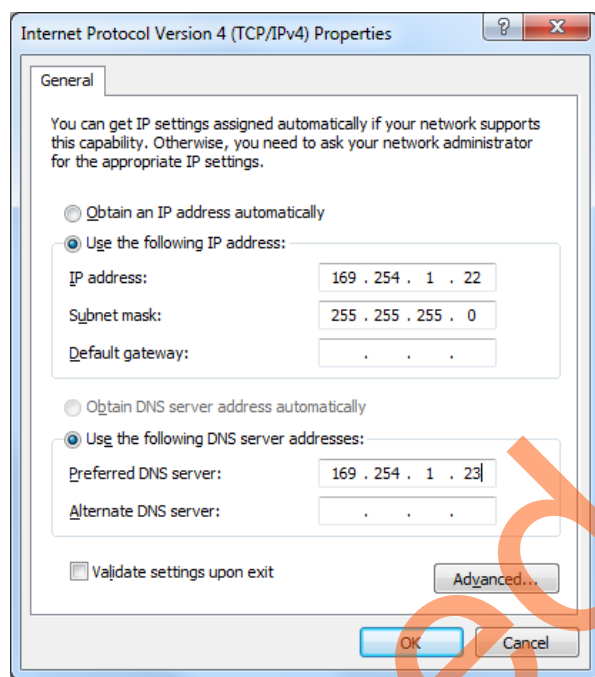 Internet Protocol Version 4 (TCP/IPv4) Properties
?
General
You can get IP settings assigned automatically if your network supports
this capability. Otherwise, you need to ask your network administrator
for the appropriate IP settings.
Obtain an IP address automatically
Use the following IP address:
IP address: 169 . 254 . 1 . 22
Subnet mask: 255 . 255 . 255 . 0
Default gateway: . . .
Obtain DNS server address automatically
Use the following DNS server addresses:
Preferred DNS server: 169 . 254 . 1 . 23
Alternate DNS server: . . .
Validate settings upon exit
Advanced...
OK Cancel